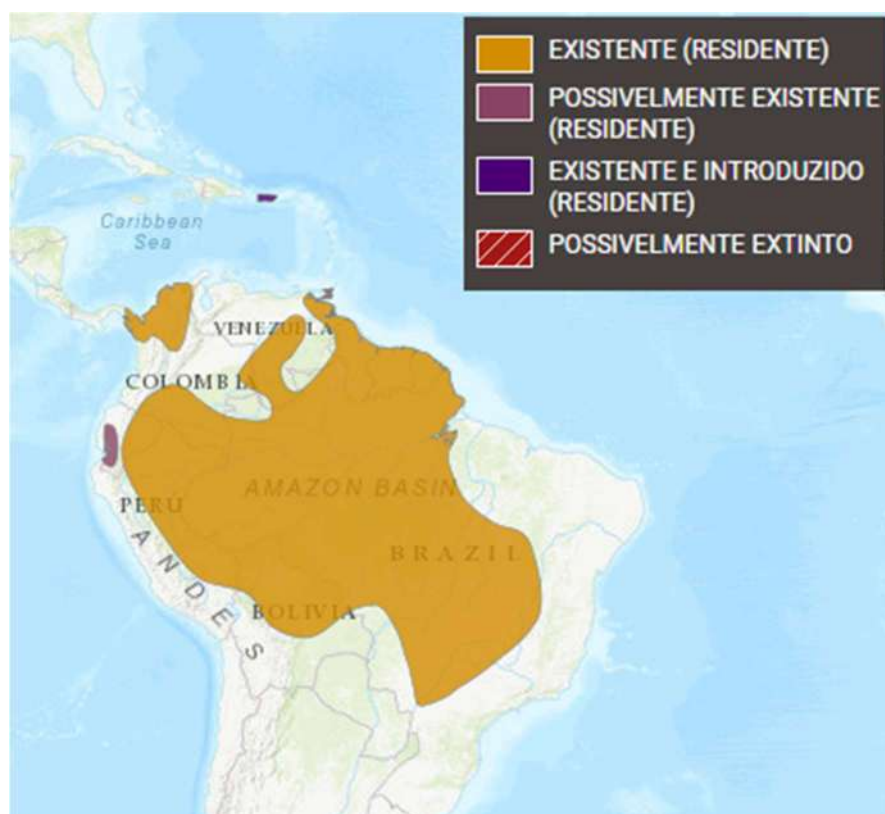 EXISTENTE (RESIDENTE)
POSSIVELMENTE EXISTENTE
(RESIDENTE)
EXISTENTE E INTRODUZIDO
(RESIDENTE)
POSSIVELMENTE EXTINTO
Caribbean
Sea
VENEZUELA
COLOMBIA
AMAZON BASIN
PERU
BRAZIL
ANDES
BOLIVIA